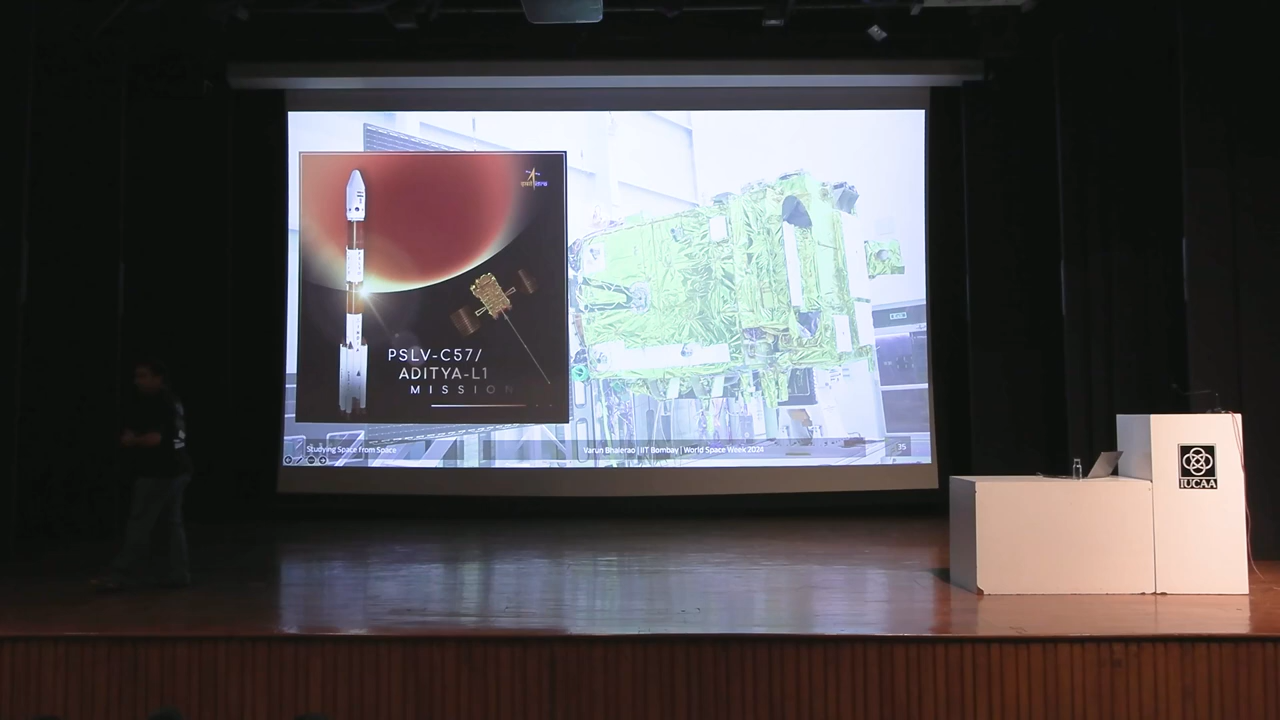 PSLV-C57/
ADITYA-L1
MISSION
Studying Space from Space
Varun Bhalerao | IIT Bombay | World Space Week 2024
35
IUCAA